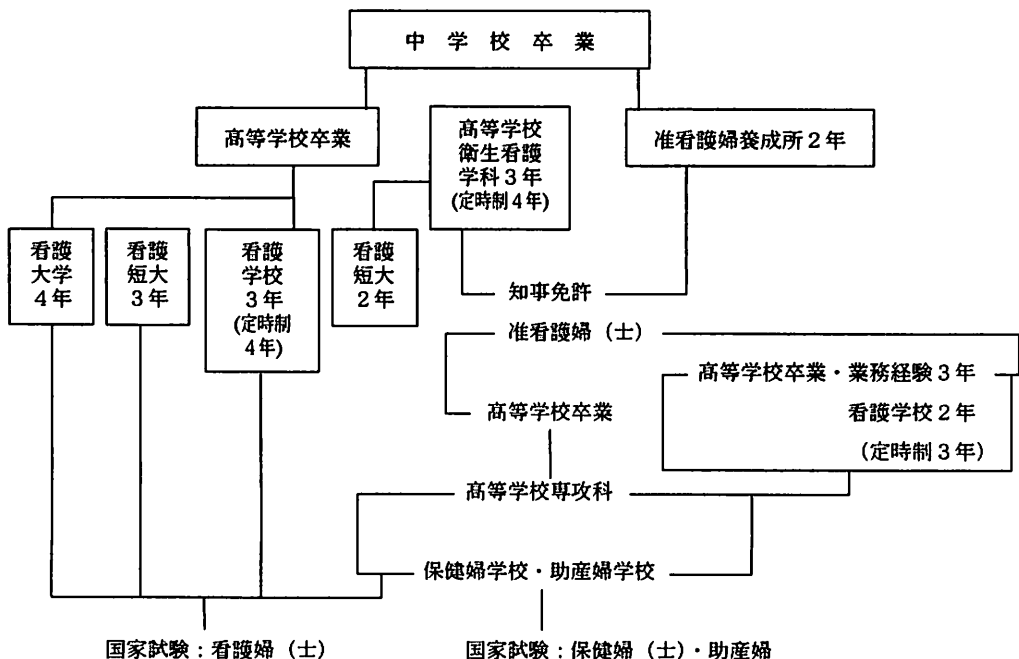 中学校卒業
高等学校卒業
高等学校
衛生看護
学科3年
(定時制4年)
准看護婦養成所2年
看護
大学
4年
看護
短大
3年
看護
学校
3年
(定時制
4年)
看護
短大
2年
知事免許
准看護婦(士)
高等学校卒業・業務経験3年
看護学校2年
(定時制3年)
高等学校卒業
高等学校専攻科
保健婦学校・助産婦学校
国家試験:看護婦(士)
国家試験:保健婦(士)・助産婦